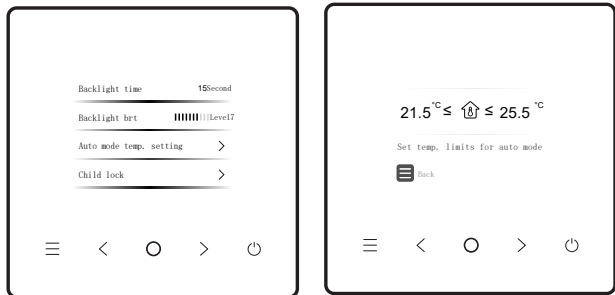 Backlight time 15Second
Backlight brt Level7
Auto mode temp. setting
Child lock
21.5°C ≤ ≤ 25.5 °C
Set temp. limits for auto mode
Back